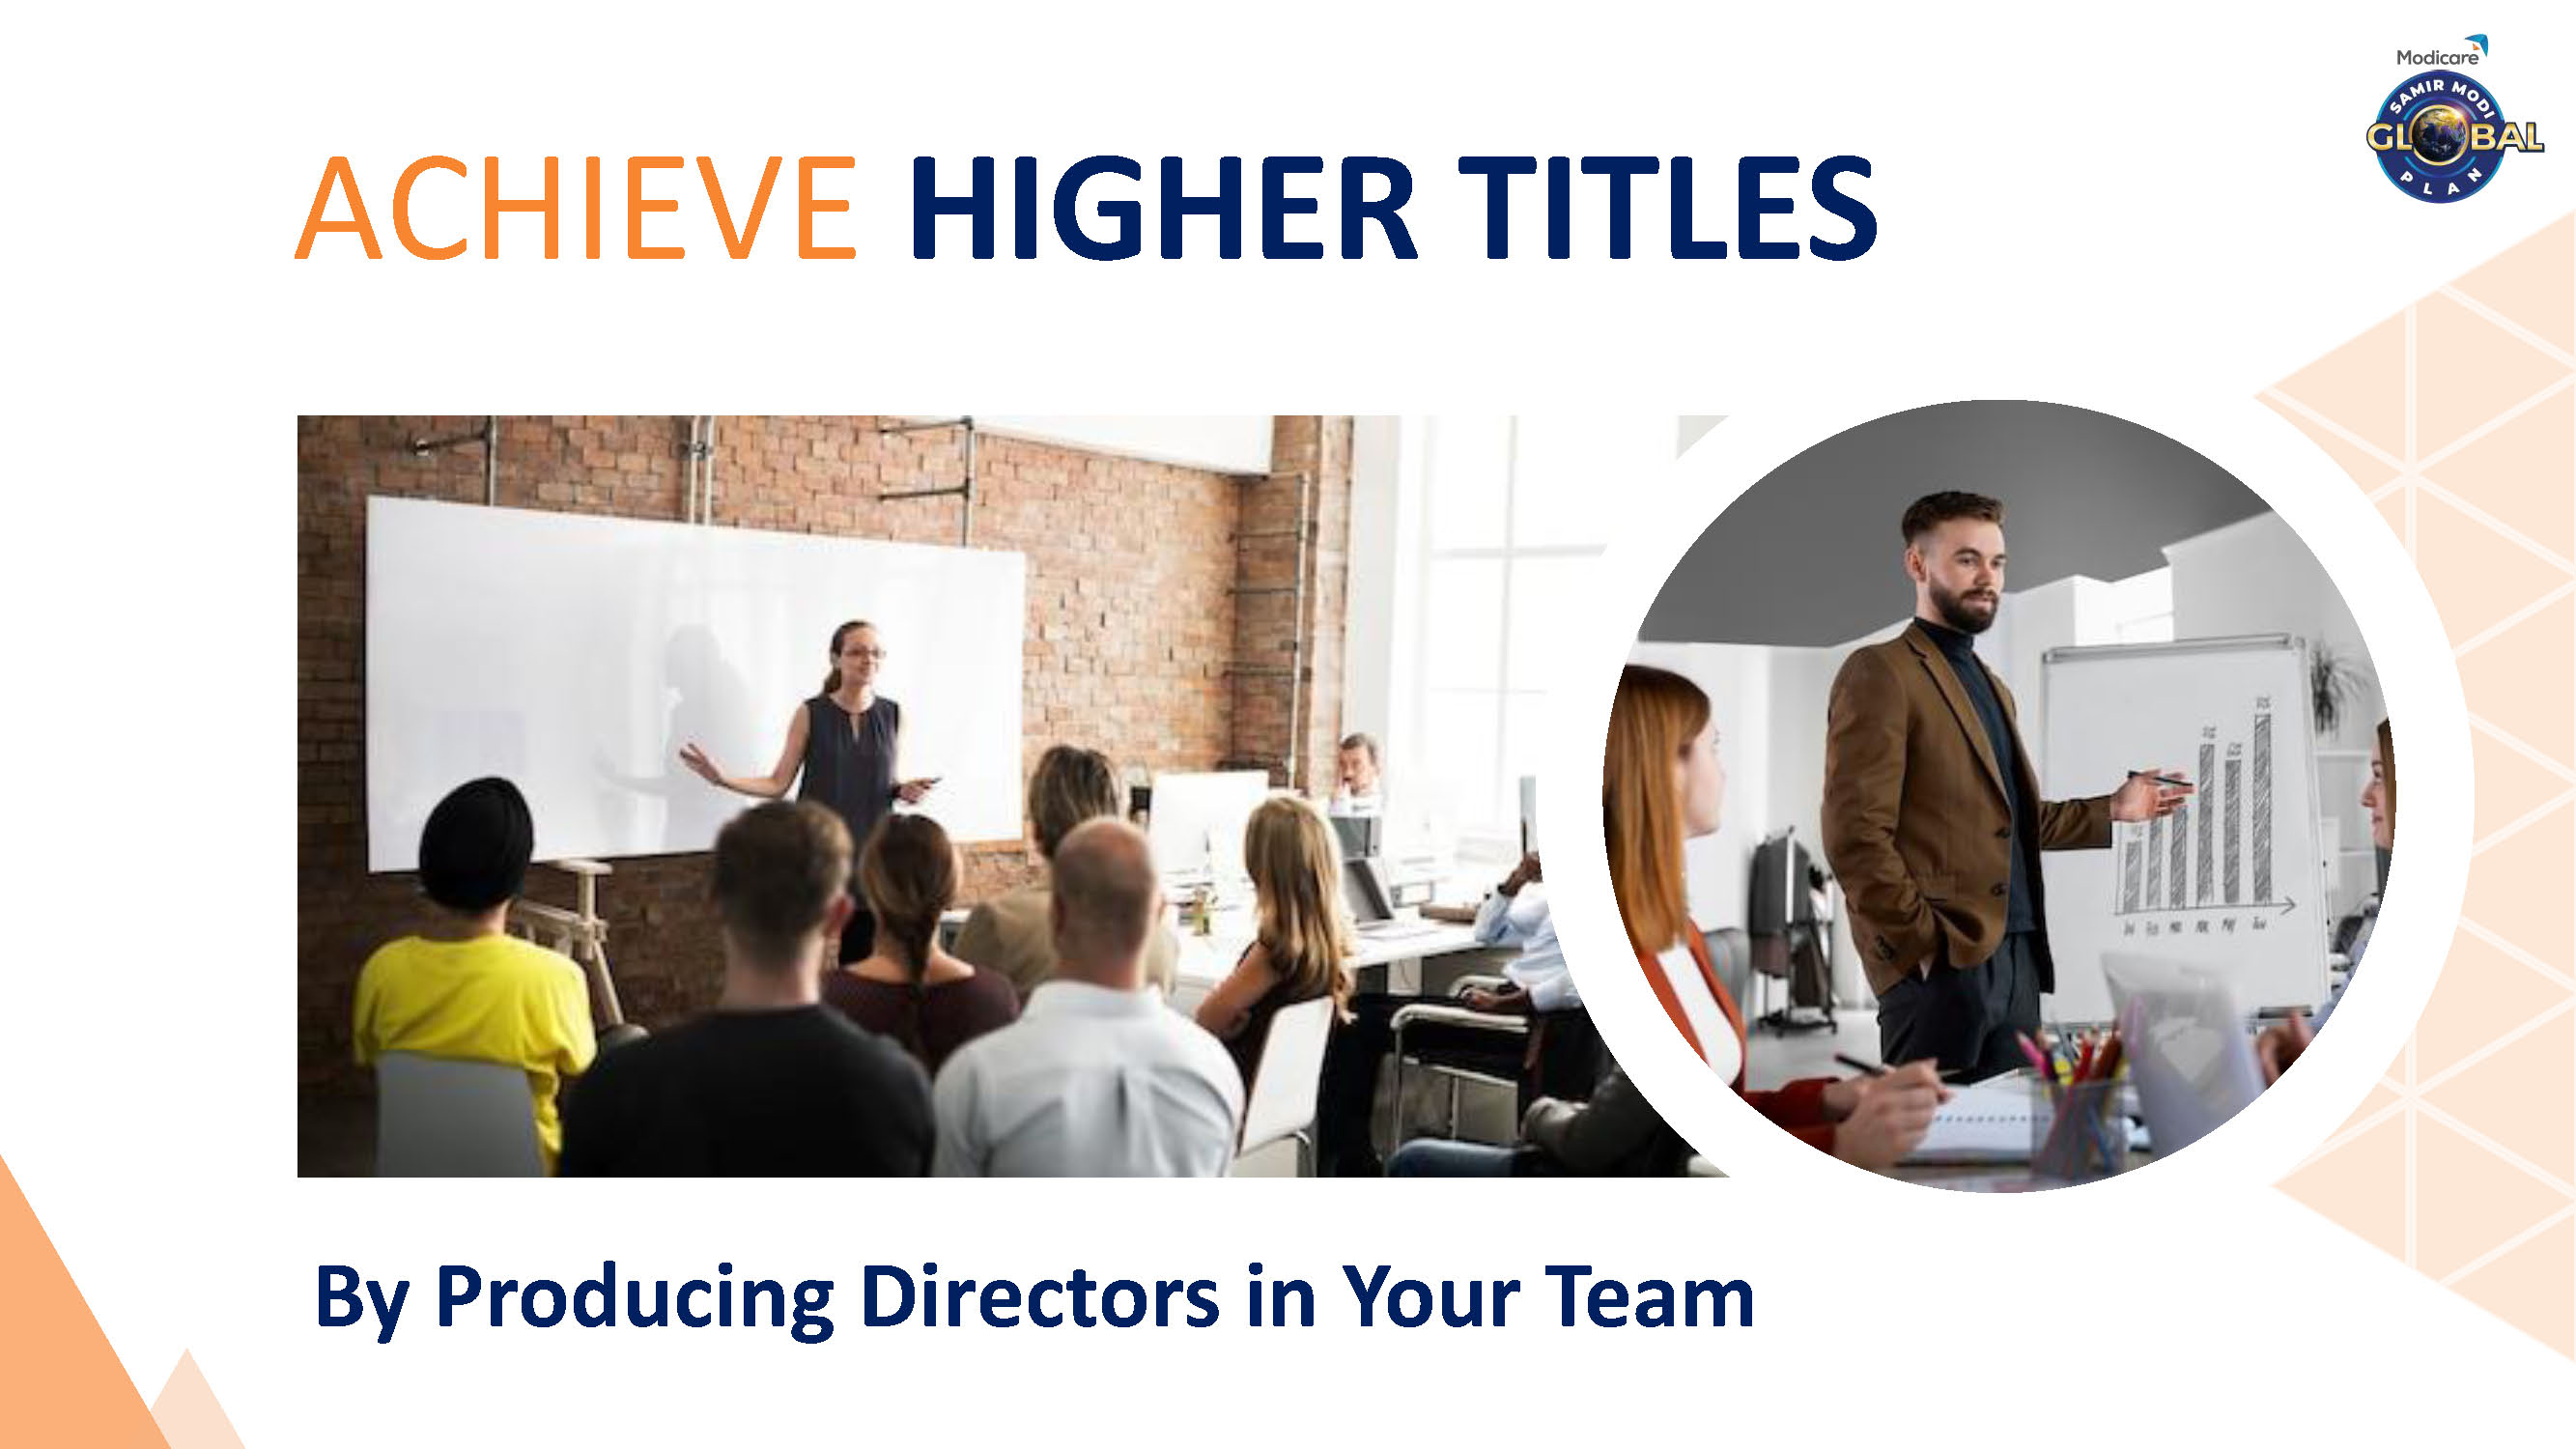 Modicare
SAMIR MODI
GLOBAL
PLAN
ACHIEVE HIGHER TITLES
By Producing Directors in Your Team